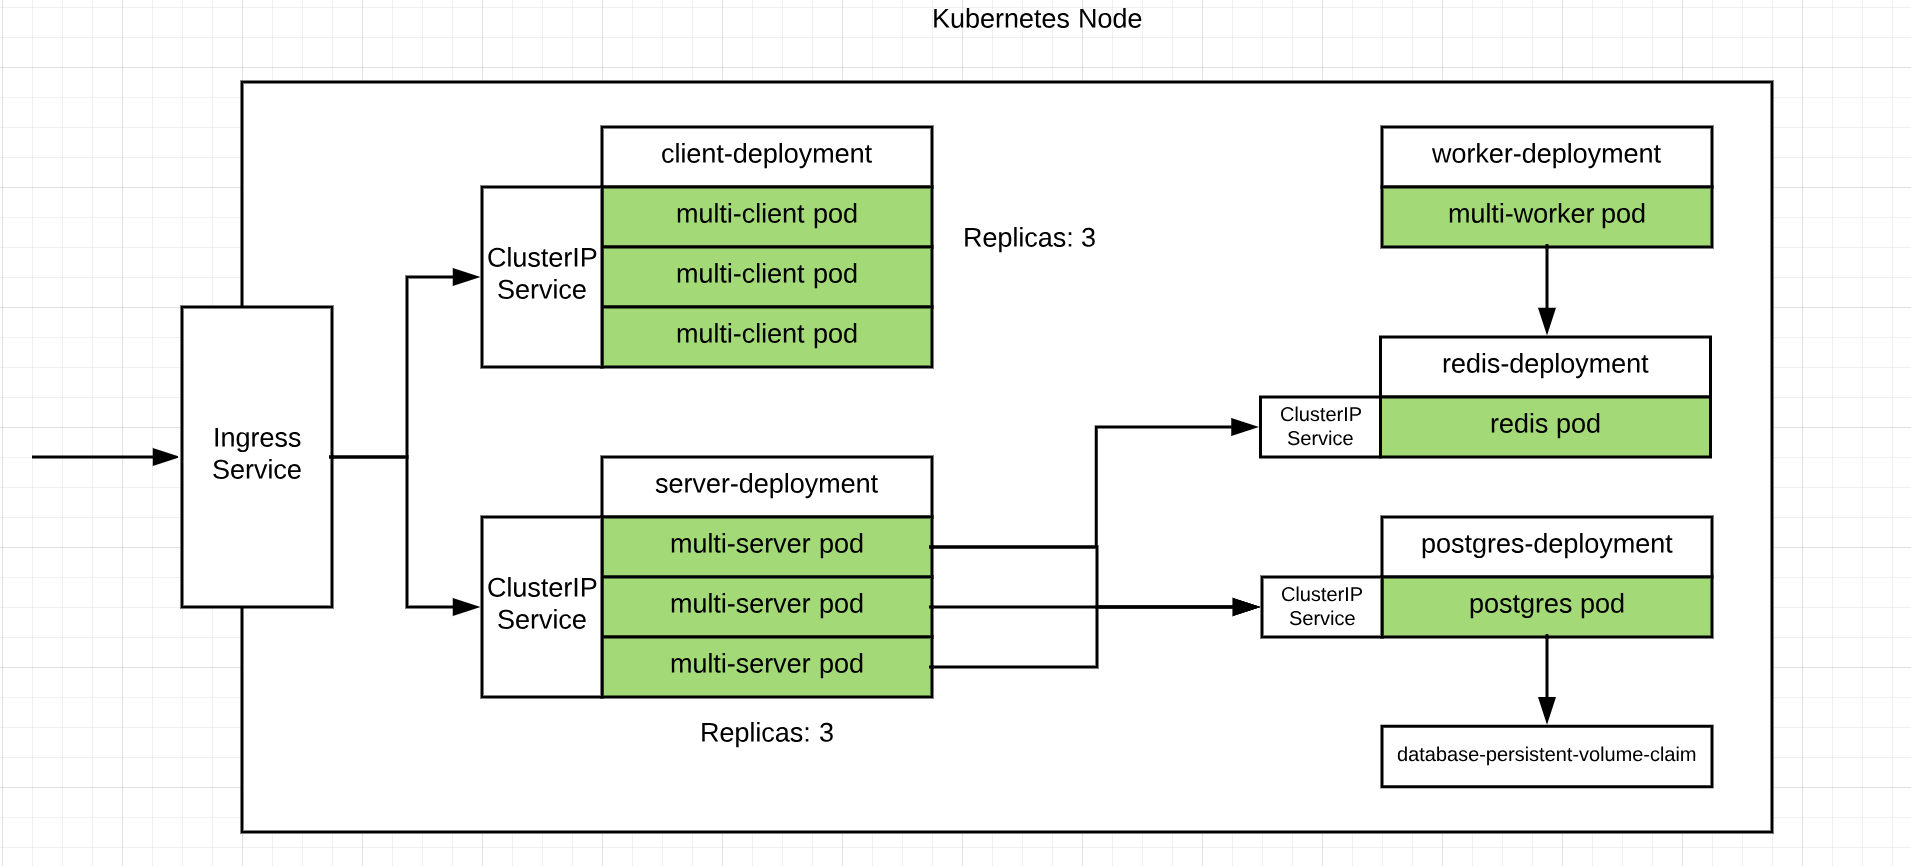 Kubernetes Node
client-deployment
multi-client pod
multi-client pod
multi-client pod
ClusterIP
Service
Replicas: 3
worker-deployment
multi-worker pod
Ingress
Service
server-deployment
multi-server pod
multi-server pod
multi-server pod
ClusterIP
Service
Replicas: 3
redis-deployment
redis pod
ClusterIP
Service
postgres-deployment
postgres pod
ClusterIP
Service
database-persistent-volume-claim